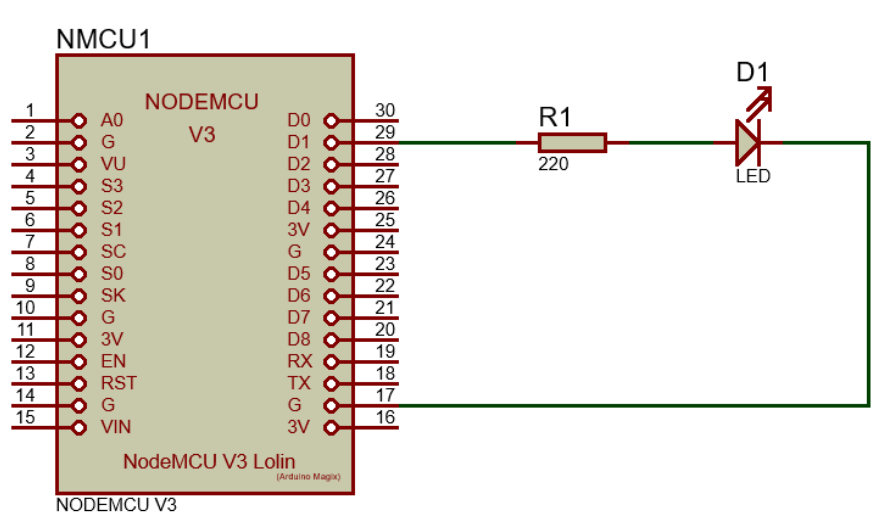 NMCU1
NODEMCU
V3
1 A0 D0 30
2 G D1 29
3 VU D2 28
4 S3 D3 27
5 S2 D4 26
6 S1 3V 25
7 SC G 24
8 S0 D5 23
9 SK D6 22
10 G D7 21
11 3V D8 20
12 EN RX 19
13 RST TX 18
14 G G 17
15 VIN 3V 16
NodeMCU V3 Lolin
(Arduino Magix)
NODEMCU V3
R1
220
D1
LED